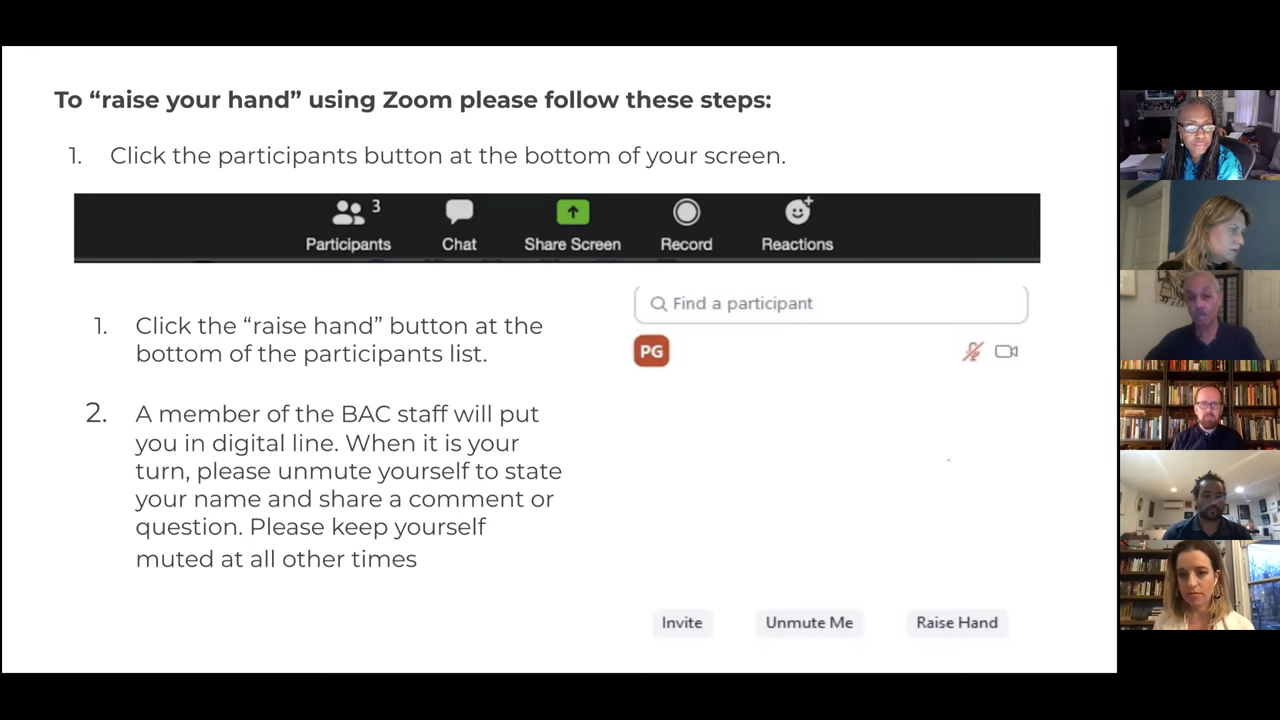 To “raise your hand” using Zoom please follow these steps:
1. Click the participants button at the bottom of your screen.
3
Participants Chat Share Screen Record Reactions
Find a participant
PG
1. Click the “raise hand” button at the
bottom of the participants list.
2. A member of the BAC staff will put
you in digital line. When it is your
turn, please unmute yourself to state
your name and share a comment or
question. Please keep yourself
muted at all other times
Invite Unmute Me Raise Hand